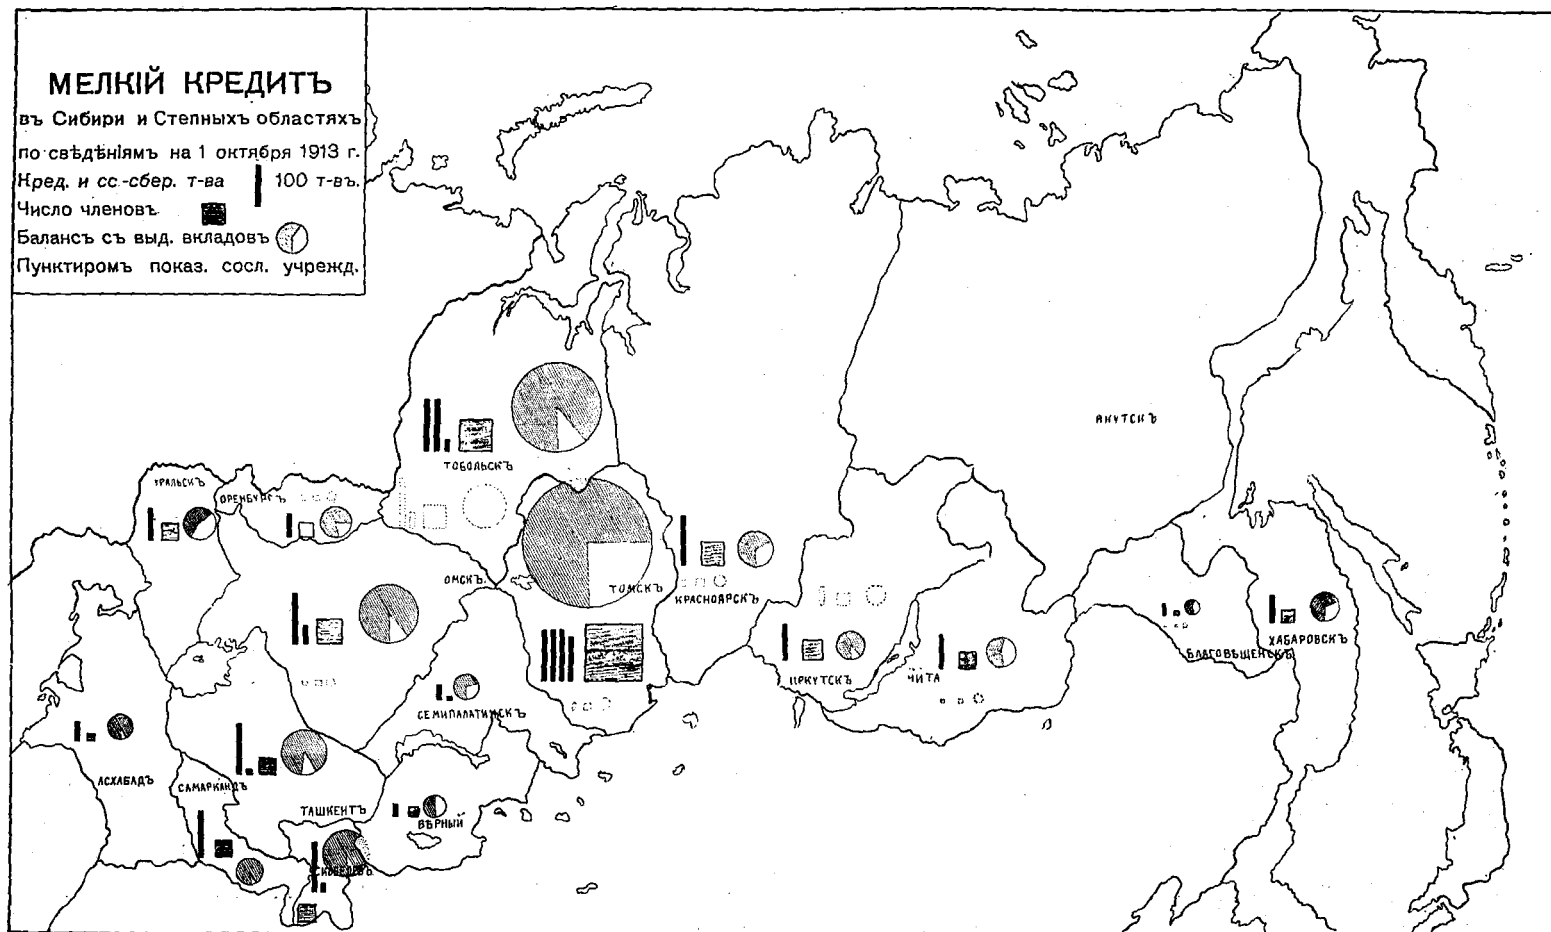 МЕЛКІЙ КРЕДИТЪ
въ Сибири и Степныхъ областяхъ
по свѣдѣніямъ на 1 октября 1913 г.
Кред. и сс.-сбер. т-ва 100 т-въ.
Число членовъ
Балансъ съ выд. вкладовъ
Пунктиромъ показ. сосл. учрежд.
ЯКУТСКЪ
ТОБОЛЬСКЪ
УРАЛЬСКЪ
ОРЕНБУРГЪ
ОМСКЪ
ТОМСКЪ
КРАСНОЯРСКЪ
ХАБАРОВСКЪ
БЛАГОВѢЩЕНСКЪ
ИРКУТСКЪ
ЧИТА
СЕМИПАЛАТИНСКЪ
АСХАБАДЪ
САМАРКАНДЪ
ТАШКЕНТЪ
ВѢРНЫЙ
СКОБЕЛЕВЪ